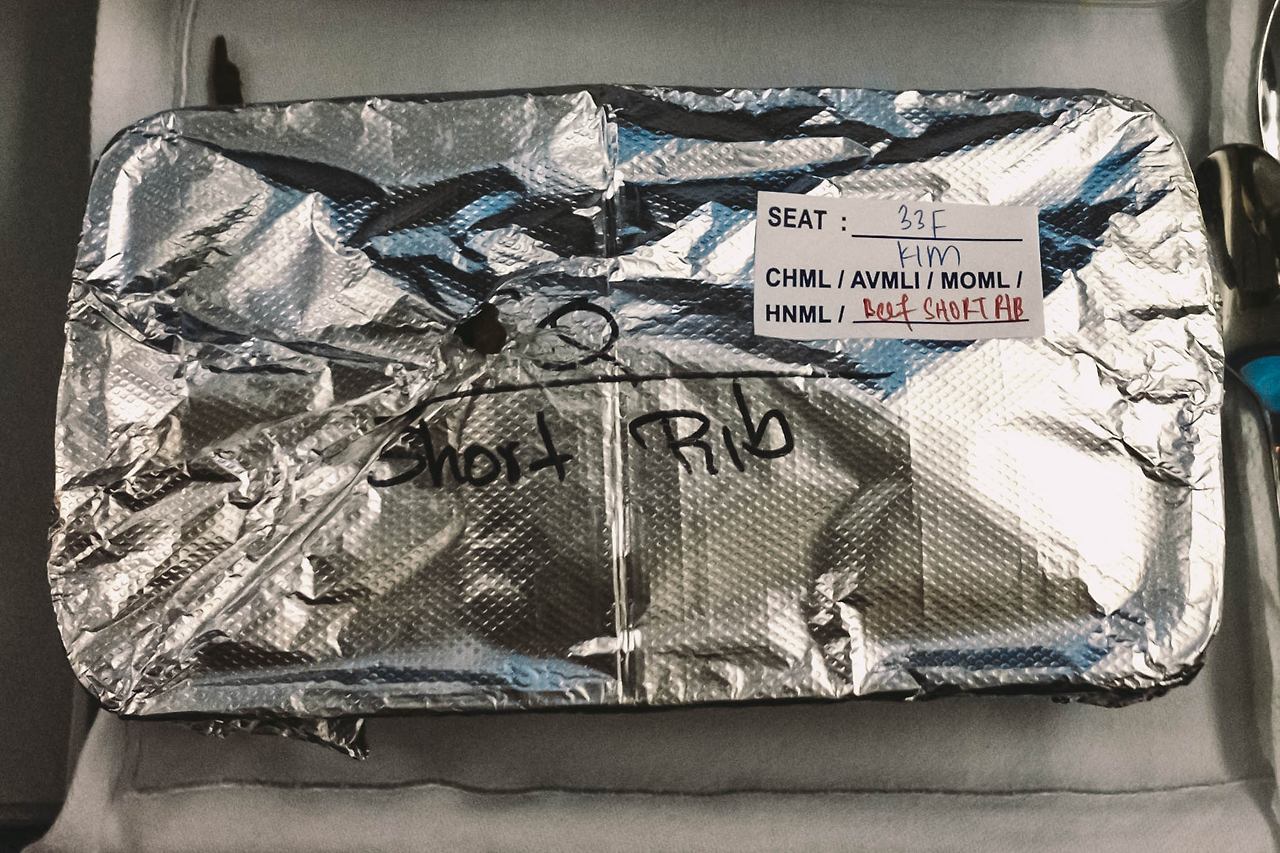 SEAT : 33F
KIM
CHML / AVMLI / MOML /
HNML / Beef SHORT RIB
Short Rib